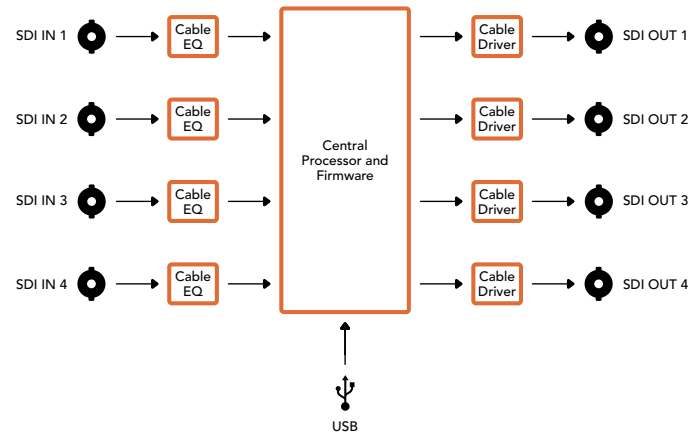 SDI IN 1
Cable
EQ
Cable
Driver
SDI OUT 1
SDI IN 2
Cable
EQ
Cable
Driver
SDI OUT 2
Central
Processor and
Firmware
SDI IN 3
Cable
EQ
Cable
Driver
SDI OUT 3
SDI IN 4
Cable
EQ
Cable
Driver
SDI OUT 4
USB